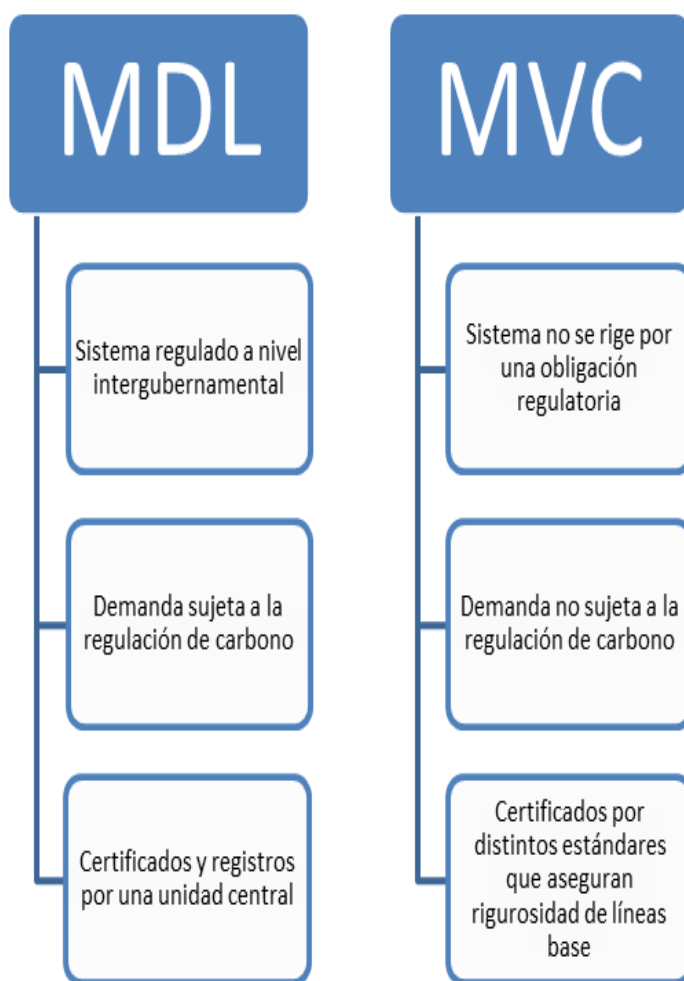 MDL
Sistema regulado a nivel
intergubernamental
Demanda sujeta a la
regulación de carbono
Certificados y registros
por una unidad central
MVC
Sistema no se rige por
una obligación
regulatoria
Demanda no sujeta a la
regulación de carbono
Certificados por
distintos estándares
que aseguran
rigurosidad de líneas
base